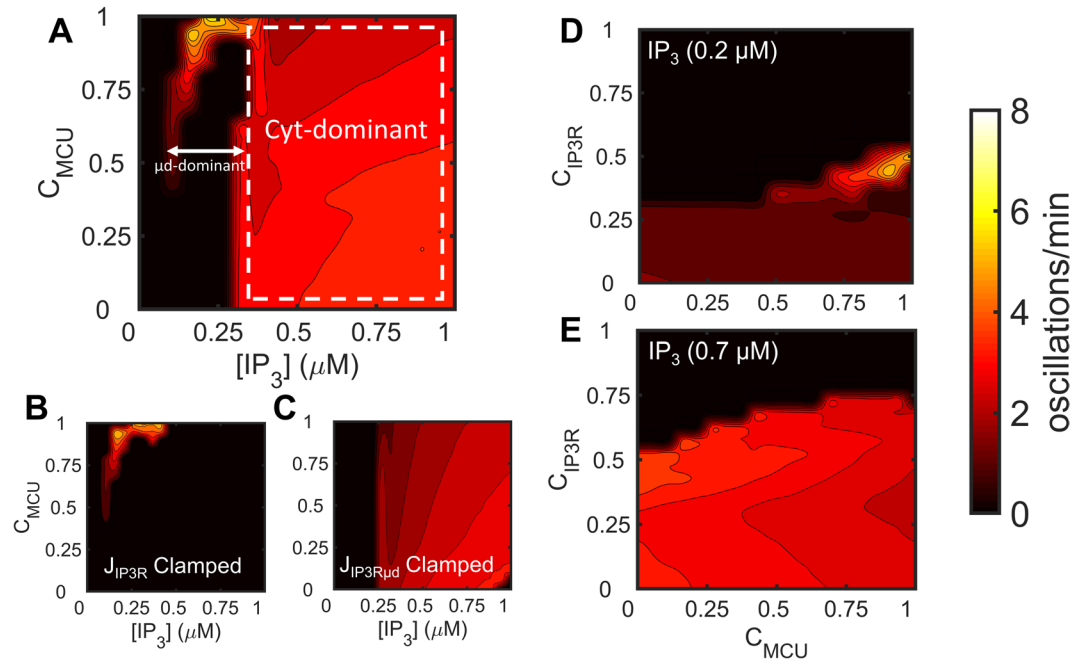 A
1
0.75
0.5
0.25
0
C_MCU
Cyt-dominant
μd-dominant
0
0.25
0.5
0.75
1
[IP₃] (μM)
B
1
0.75
0.5
0.25
0
C_MCU
J_IP3R Clamped
0
0.25
0.5
0.75
1
[IP₃] (μM)
C
1
0.75
0.5
0.25
0
J_IP3Rμd Clamped
0
0.25
0.5
0.75
1
[IP₃] (μM)
D
IP₃ (0.2 μM)
1
0.75
0.5
0.25
0
C_IP3R
0
0.25
0.5
0.75
1
E
IP₃ (0.7 μM)
1
0.75
0.5
0.25
0
C_IP3R
0
0.25
0.5
0.75
1
C_MCU
8
6
4
2
0
oscillations/min